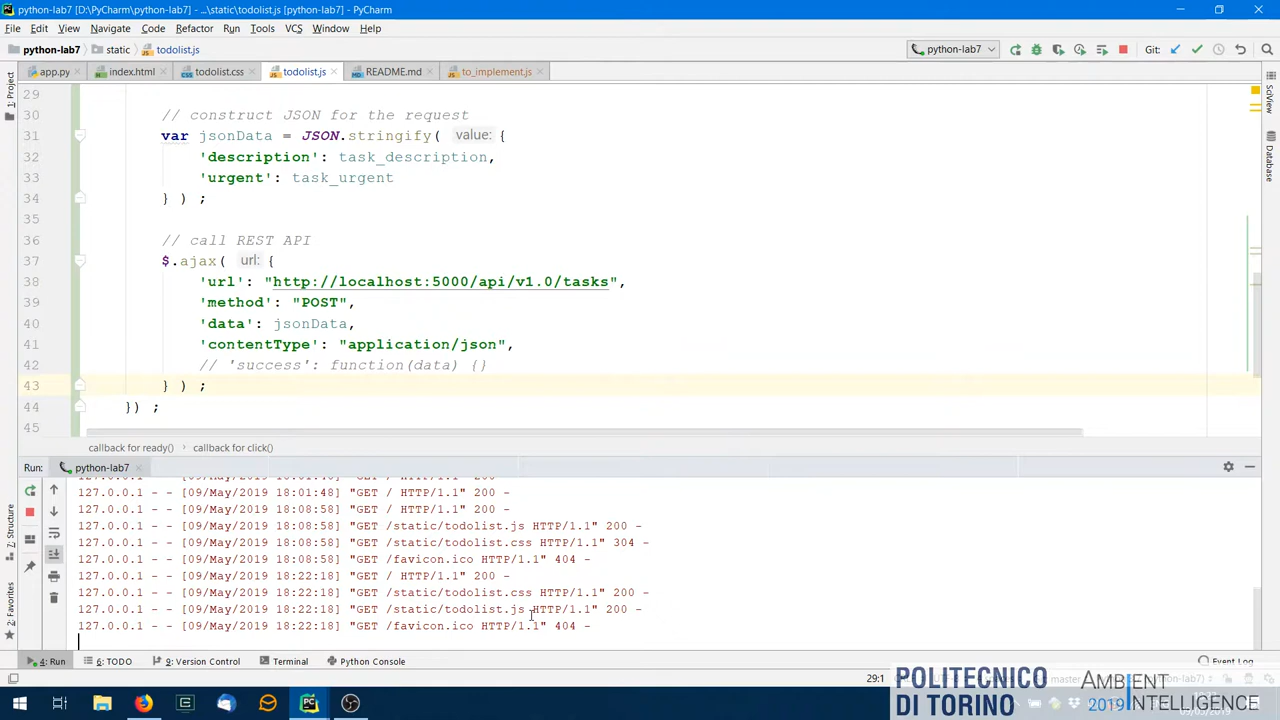 python-lab7 [D:\PyCharm\python-lab7] - ...\static\todolist.js [python-lab7] - PyCharm
File Edit View Navigate Code Refactor Run Tools VCS Window Help
python-lab7 static todolist.js python-lab7 Git:
app.py index.html todolist.css todolist.js README.md to_implement.js
1: Project
SciView
Database
29
30 // construct JSON for the request
31 var jsonData = JSON.stringify( value: {
32 'description': task_description,
33 'urgent': task_urgent
34 } ) ;
35
36 // call REST API
37 $.ajax( url: {
38 'url': "http://localhost:5000/api/v1.0/tasks",
39 'method': "POST",
40 'data': jsonData,
41 'contentType': "application/json",
42 // 'success': function(data) {}
43 } ) ;
44 }) ;
45
callback for ready() › callback for click()
Run: python-lab7
127.0.0.1 - - [09/May/2019 18:01:48] "GET / HTTP/1.1" 200 -
127.0.0.1 - - [09/May/2019 18:08:58] "GET / HTTP/1.1" 200 -
127.0.0.1 - - [09/May/2019 18:08:58] "GET /static/todolist.js HTTP/1.1" 200 -
127.0.0.1 - - [09/May/2019 18:08:58] "GET /static/todolist.css HTTP/1.1" 304 -
127.0.0.1 - - [09/May/2019 18:08:58] "GET /favicon.ico HTTP/1.1" 404 -
127.0.0.1 - - [09/May/2019 18:22:18] "GET / HTTP/1.1" 200 -
127.0.0.1 - - [09/May/2019 18:22:18] "GET /static/todolist.css HTTP/1.1" 200 -
127.0.0.1 - - [09/May/2019 18:22:18] "GET /static/todolist.js HTTP/1.1" 200 -
127.0.0.1 - - [09/May/2019 18:22:18] "GET /favicon.ico HTTP/1.1" 404 -
Z: Structure
2: Favorites
4: Run 6: TODO 9: Version Control Terminal Python Console Event Log
29:1
POLITECNICO
DI TORINO
AMBIENT
2019 INTELLIGENCE